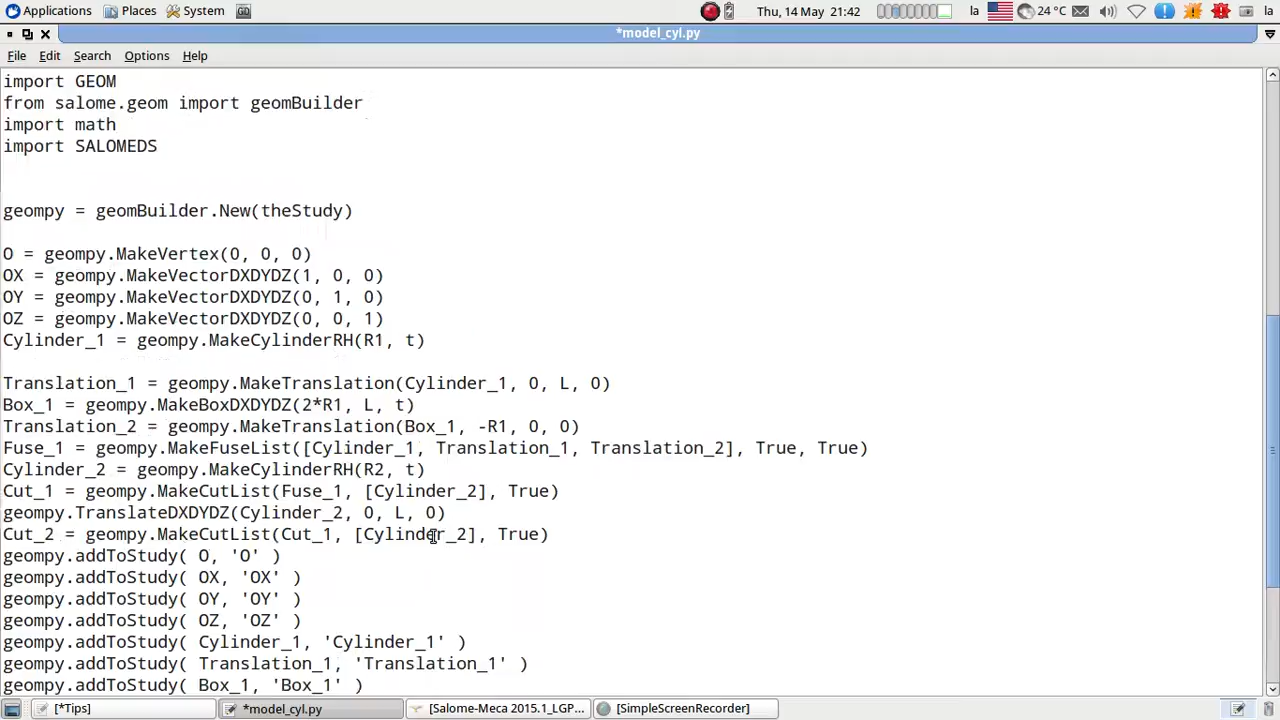 Applications Places System Thu, 14 May 21:42 la 24 °C la
*model_cyl.py
File Edit Search Options Help
import GEOM
from salome.geom import geomBuilder
import math
import SALOMEDS
geompy = geomBuilder.New(theStudy)
O = geompy.MakeVertex(0, 0, 0)
OX = geompy.MakeVectorDXDYDZ(1, 0, 0)
OY = geompy.MakeVectorDXDYDZ(0, 1, 0)
OZ = geompy.MakeVectorDXDYDZ(0, 0, 1)
Cylinder_1 = geompy.MakeCylinderRH(R1, t)
Translation_1 = geompy.MakeTranslation(Cylinder_1, 0, L, 0)
Box_1 = geompy.MakeBoxDXDYDZ(2*R1, L, t)
Translation_2 = geompy.MakeTranslation(Box_1, -R1, 0, 0)
Fuse_1 = geompy.MakeFuseList([Cylinder_1, Translation_1, Translation_2], True, True)
Cylinder_2 = geompy.MakeCylinderRH(R2, t)
Cut_1 = geompy.MakeCutList(Fuse_1, [Cylinder_2], True)
geompy.TranslateDXDYDZ(Cylinder_2, 0, L, 0)
Cut_2 = geompy.MakeCutList(Cut_1, [Cylinder_2], True)
geompy.addToStudy( O, 'O' )
geompy.addToStudy( OX, 'OX' )
geompy.addToStudy( OY, 'OY' )
geompy.addToStudy( OZ, 'OZ' )
geompy.addToStudy( Cylinder_1, 'Cylinder_1' )
geompy.addToStudy( Translation_1, 'Translation_1' )
geompy.addToStudy( Box_1, 'Box_1' )
[*Tips] *model_cyl.py [Salome-Meca 2015.1_LGP... [SimpleScreenRecorder]